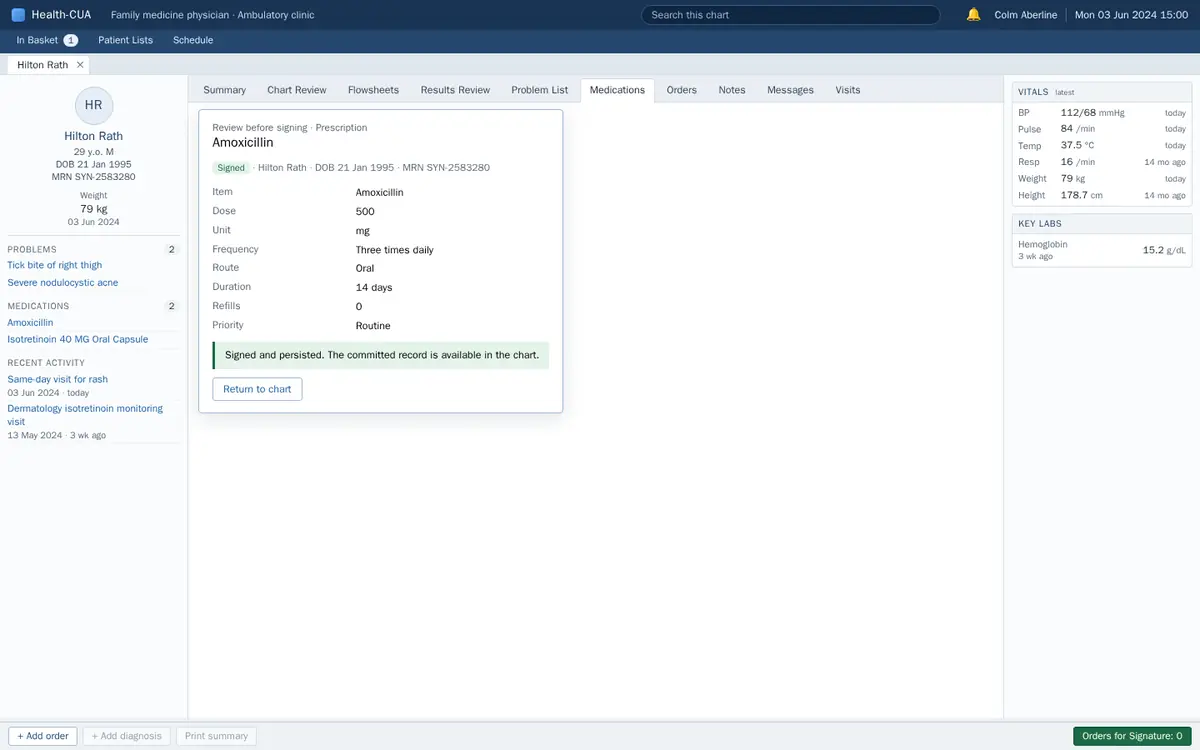 Health-CUA
Family medicine physician · Ambulatory clinic
Search this chart
Colm Aberline
Mon 03 Jun 2024 15:00
In Basket 1
Patient Lists
Schedule
Hilton Rath ×
HR
Hilton Rath
29 y.o. M
DOB 21 Jan 1995
MRN SYN-2583280
Weight
79 kg
03 Jun 2024
PROBLEMS 2
Tick bite of right thigh
Severe nodulocystic acne
MEDICATIONS 2
Amoxicillin
Isotretinoin 40 MG Oral Capsule
RECENT ACTIVITY
Same-day visit for rash
03 Jun 2024 · today
Dermatology isotretinoin monitoring
visit
13 May 2024 · 3 wk ago
Summary
Chart Review
Flowsheets
Results Review
Problem List
Medications
Orders
Notes
Messages
Visits
Review before signing · Prescription
Amoxicillin
Signed · Hilton Rath · DOB 21 Jan 1995 · MRN SYN-2583280
Item Amoxicillin
Dose 500
Unit mg
Frequency Three times daily
Route Oral
Duration 14 days
Refills 0
Priority Routine
Signed and persisted. The committed record is available in the chart.
Return to chart
VITALS latest
BP 112/68 mmHg today
Pulse 84 /min today
Temp 37.5 °C today
Resp 16 /min 14 mo ago
Weight 79 kg today
Height 178.7 cm 14 mo ago
KEY LABS
Hemoglobin 15.2 g/dL
3 wk ago
+ Add order
+ Add diagnosis
Print summary
Orders for Signature: 0